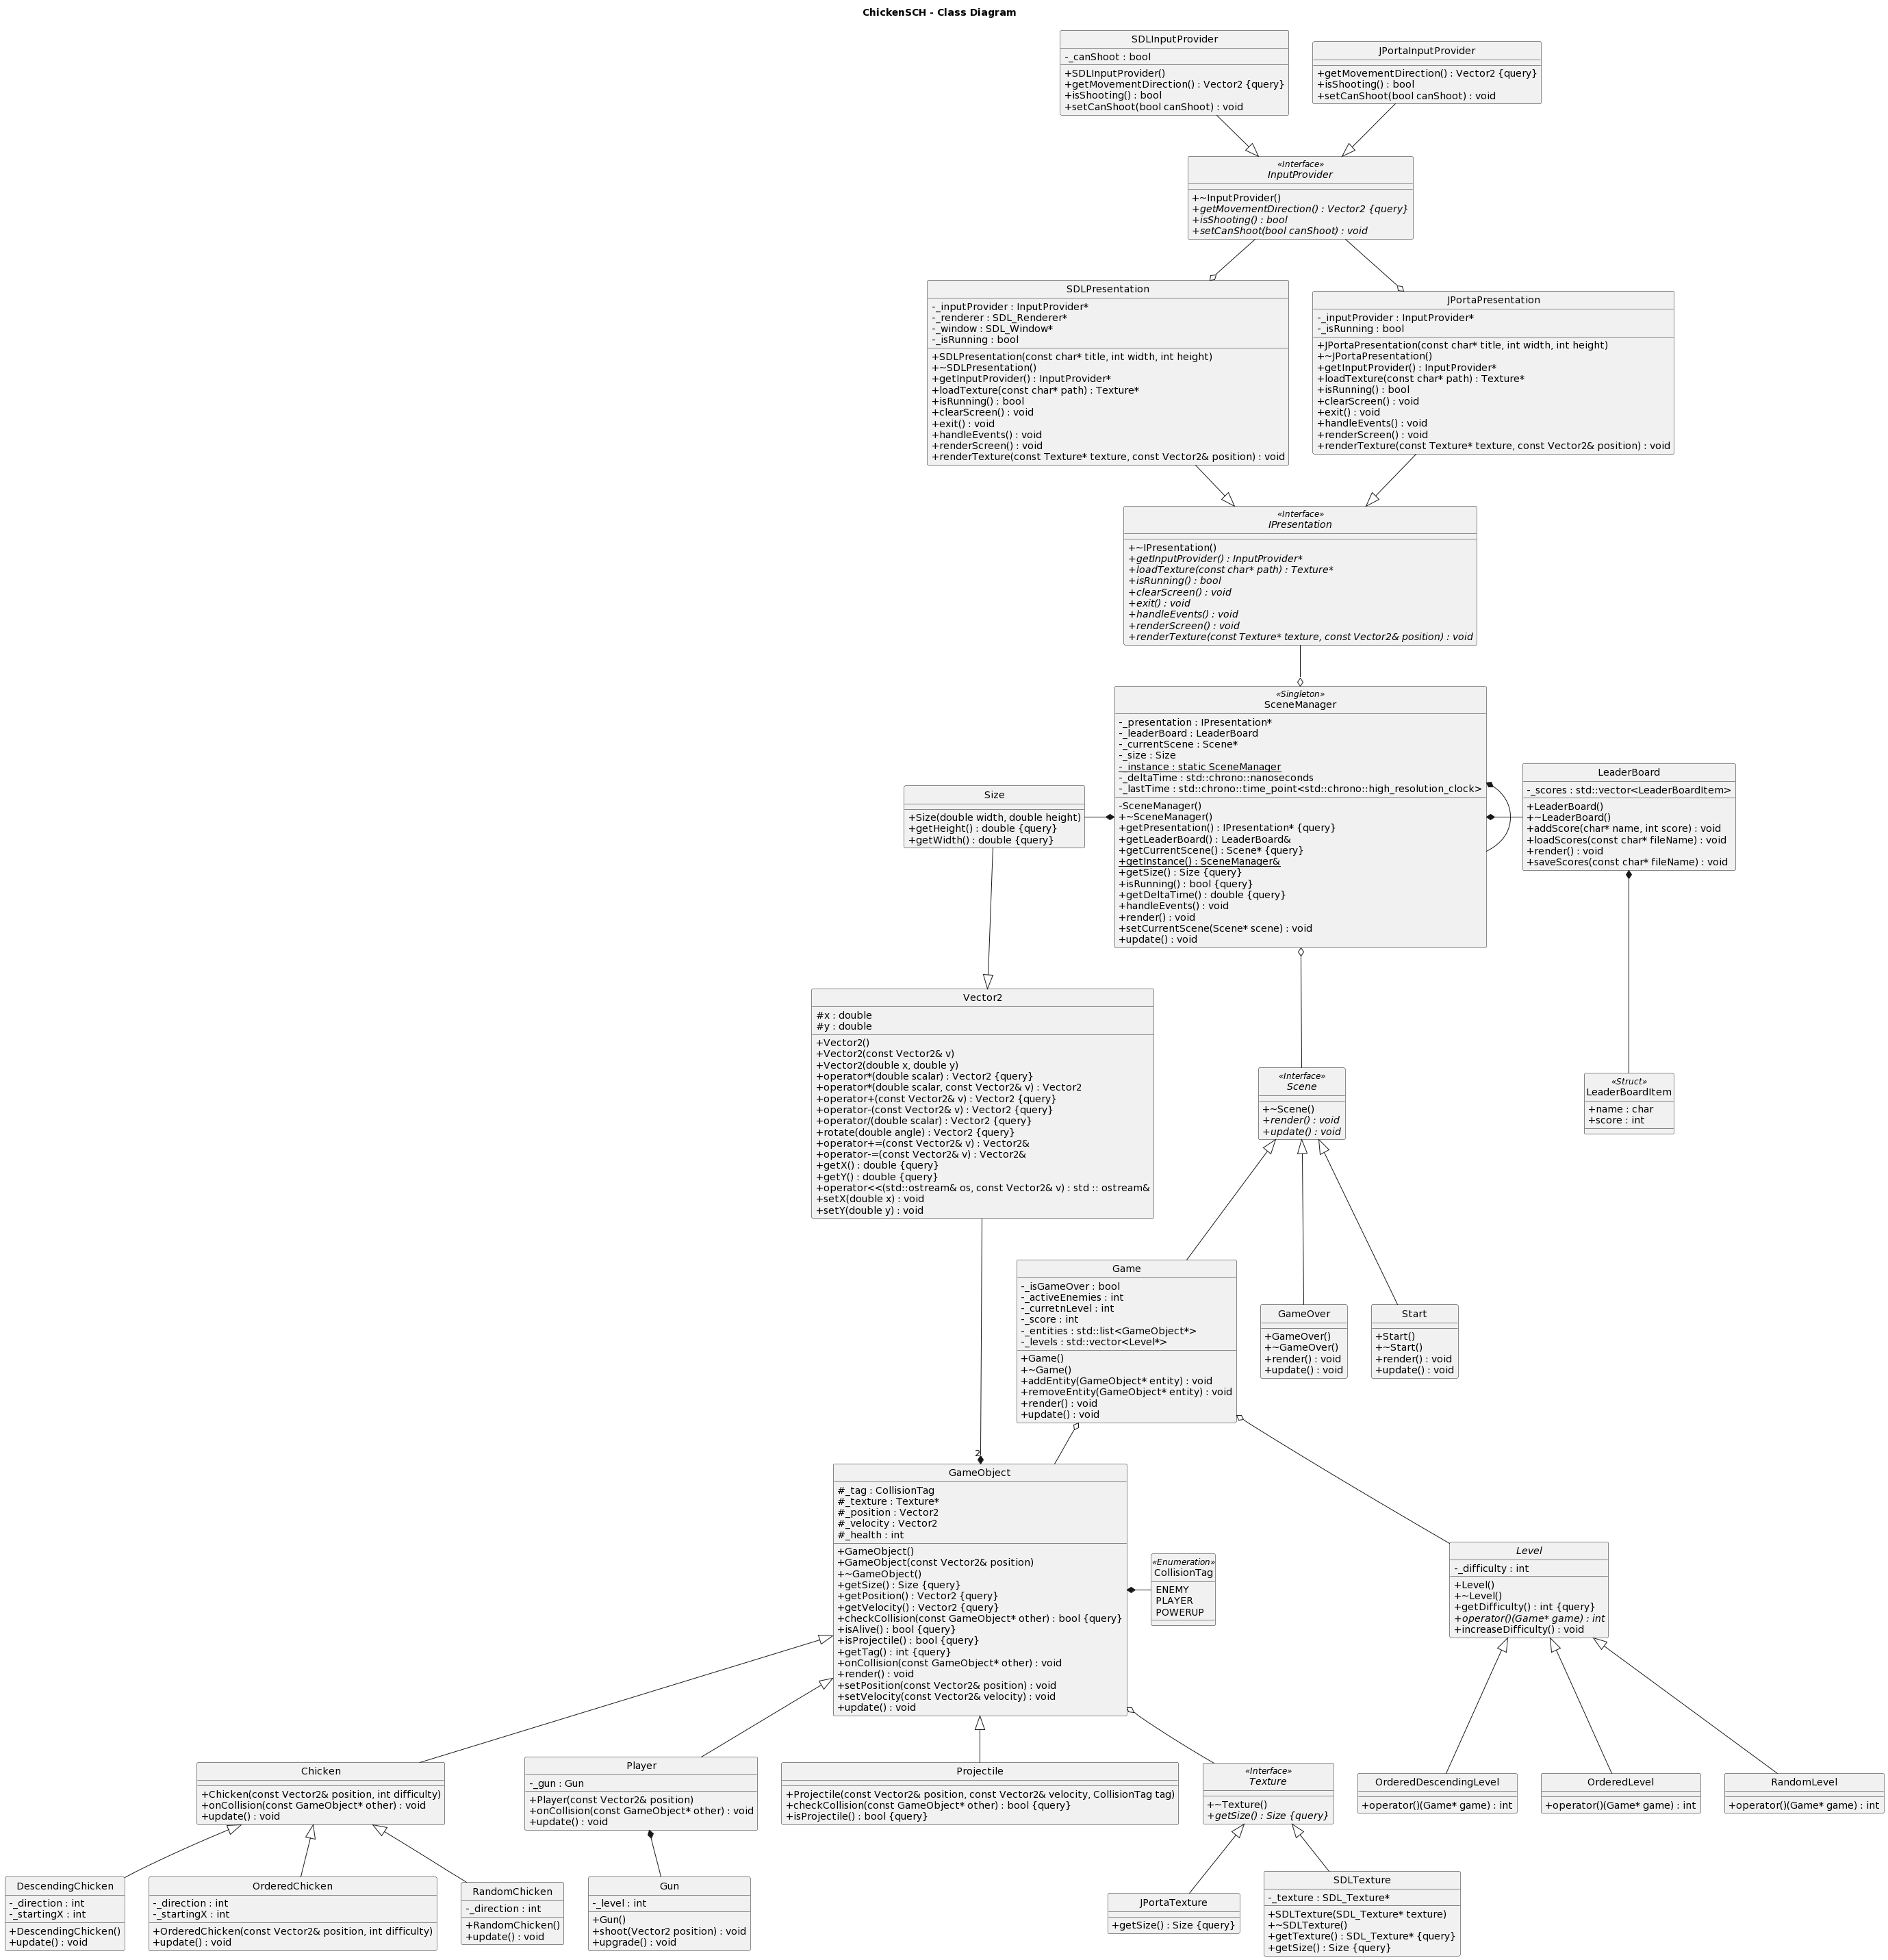 ChickenSCH - Class Diagram
SDLInputProvider
-_canShoot : bool
+SDLInputProvider()
+getMovementDirection() : Vector2 {query}
+isShooting() : bool
+setCanShoot(bool canShoot) : void
JPortaInputProvider
+getMovementDirection() : Vector2 {query}
+isShooting() : bool
+setCanShoot(bool canShoot) : void
«Interface»
InputProvider
+~InputProvider()
+getMovementDirection() : Vector2 {query}
+isShooting() : bool
+setCanShoot(bool canShoot) : void
SDLPresentation
-_inputProvider : InputProvider*
-_renderer : SDL_Renderer*
-_window : SDL_Window*
-_isRunning : bool
+SDLPresentation(const char* title, int width, int height)
+~SDLPresentation()
+getInputProvider() : InputProvider*
+loadTexture(const char* path) : Texture*
+isRunning() : bool
+clearScreen() : void
+exit() : void
+handleEvents() : void
+renderScreen() : void
+renderTexture(const Texture* texture, const Vector2& position) : void
JPortaPresentation
-_inputProvider : InputProvider*
-_isRunning : bool
+JPortaPresentation(const char* title, int width, int height)
+~JPortaPresentation()
+getInputProvider() : InputProvider*
+loadTexture(const char* path) : Texture*
+isRunning() : bool
+clearScreen() : void
+exit() : void
+handleEvents() : void
+renderScreen() : void
+renderTexture(const Texture* texture, const Vector2& position) : void
«Interface»
IPresentation
+~IPresentation()
+getInputProvider() : InputProvider*
+loadTexture(const char* path) : Texture*
+isRunning() : bool
+clearScreen() : void
+exit() : void
+handleEvents() : void
+renderScreen() : void
+renderTexture(const Texture* texture, const Vector2& position) : void
«Singleton»
SceneManager
-_presentation : IPresentation*
-_leaderBoard : LeaderBoard
-_currentScene : Scene*
-_size : Size
-_instance : static SceneManager
-_deltaTime : std::chrono::nanoseconds
-_lastTime : std::chrono::time_point<std::chrono::high_resolution_clock>
-SceneManager()
+~SceneManager()
+getPresentation() : IPresentation* {query}
+getLeaderBoard() : LeaderBoard&
+getCurrentScene() : Scene* {query}
+getInstance() : SceneManager&
+getSize() : Size {query}
+isRunning() : bool {query}
+getDeltaTime() : double {query}
+handleEvents() : void
+render() : void
+setCurrentScene(Scene* scene) : void
+update() : void
LeaderBoard
-_scores : std::vector<LeaderBoardItem>
+LeaderBoard()
+~LeaderBoard()
+addScore(char* name, int score) : void
+loadScores(const char* fileName) : void
+render() : void
+saveScores(const char* fileName) : void
Size
+Size(double width, double height)
+getHeight() : double {query}
+getWidth() : double {query}
Vector2
#x : double
#y : double
+Vector2()
+Vector2(const Vector2& v)
+Vector2(double x, double y)
+operator*(double scalar) : Vector2 {query}
+operator*(double scalar, const Vector2& v) : Vector2
+operator+(const Vector2& v) : Vector2 {query}
+operator-(const Vector2& v) : Vector2 {query}
+operator/(double scalar) : Vector2 {query}
+rotate(double angle) : Vector2 {query}
+operator+=(const Vector2& v) : Vector2&
+operator-=(const Vector2& v) : Vector2&
+getX() : double {query}
+getY() : double {query}
+operator<<(std::ostream& os, const Vector2& v) : std :: ostream&
+setX(double x) : void
+setY(double y) : void
«Interface»
Scene
+~Scene()
+render() : void
+update() : void
«Struct»
LeaderBoardItem
+name : char
+score : int
Game
-_isGameOver : bool
-_activeEnemies : int
-_curretnLevel : int
-_score : int
-_entities : std::list<GameObject*>
-_levels : std::vector<Level*>
+Game()
+~Game()
+addEntity(GameObject* entity) : void
+removeEntity(GameObject* entity) : void
+render() : void
+update() : void
GameOver
+GameOver()
+~GameOver()
+render() : void
+update() : void
Start
+Start()
+~Start()
+render() : void
+update() : void
2
GameObject
#_tag : CollisionTag
#_texture : Texture*
#_position : Vector2
#_velocity : Vector2
#_health : int
+GameObject()
+GameObject(const Vector2& position)
+~GameObject()
+getSize() : Size {query}
+getPosition() : Vector2 {query}
+getVelocity() : Vector2 {query}
+checkCollision(const GameObject* other) : bool {query}
+isAlive() : bool {query}
+isProjectile() : bool {query}
+getTag() : int {query}
+onCollision(const GameObject* other) : void
+render() : void
+setPosition(const Vector2& position) : void
+setVelocity(const Vector2& velocity) : void
+update() : void
«Enumeration»
CollisionTag
ENEMY
PLAYER
POWERUP
Level
-_difficulty : int
+Level()
+~Level()
+getDifficulty() : int {query}
+operator()(Game* game) : int
+increaseDifficulty() : void
Chicken
+Chicken(const Vector2& position, int difficulty)
+onCollision(const GameObject* other) : void
+update() : void
Player
-_gun : Gun
+Player(const Vector2& position)
+onCollision(const GameObject* other) : void
+update() : void
Projectile
+Projectile(const Vector2& position, const Vector2& velocity, CollisionTag tag)
+checkCollision(const GameObject* other) : bool {query}
+isProjectile() : bool {query}
«Interface»
Texture
+~Texture()
+getSize() : Size {query}
OrderedDescendingLevel
+operator()(Game* game) : int
OrderedLevel
+operator()(Game* game) : int
RandomLevel
+operator()(Game* game) : int
DescendingChicken
-_direction : int
-_startingX : int
+DescendingChicken()
+update() : void
OrderedChicken
-_direction : int
-_startingX : int
+OrderedChicken(const Vector2& position, int difficulty)
+update() : void
RandomChicken
-_direction : int
+RandomChicken()
+update() : void
Gun
-_level : int
+Gun()
+shoot(Vector2 position) : void
+upgrade() : void
JPortaTexture
+getSize() : Size {query}
SDLTexture
-_texture : SDL_Texture*
+SDLTexture(SDL_Texture* texture)
+~SDLTexture()
+getTexture() : SDL_Texture* {query}
+getSize() : Size {query}